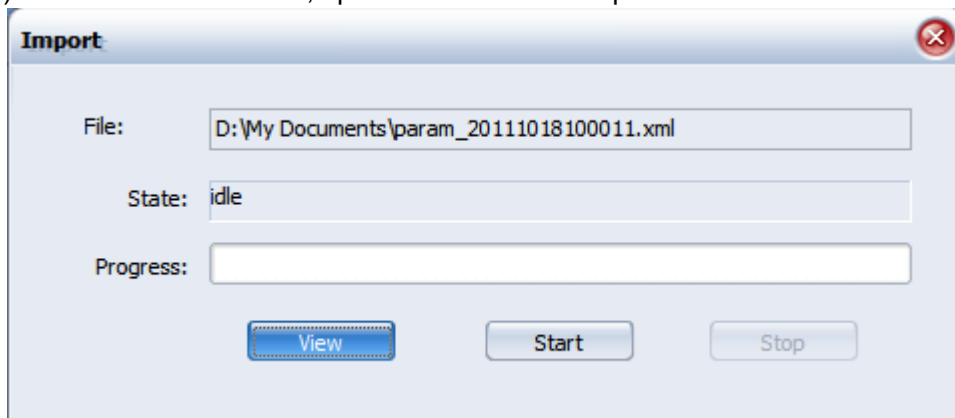 Import
File: D:\My Documents\param_20111018100011.xml
State: idle
Progress:
View Start Stop